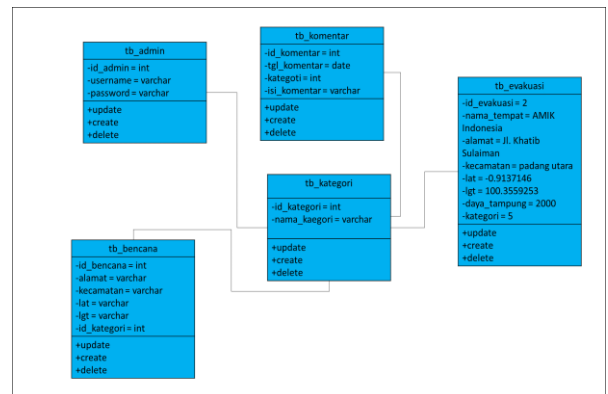 tb_admin
-id_admin = int
-username = varchar
-password = varchar
+update
+create
+delete
tb_komentar
-id_komentar = int
-tgl_komentar = date
-kategoti = int
-isi_komentar = varchar
+update
+create
+delete
tb_evakuasi
-id_evakuasi = 2
-nama_tempat = AMIK
Indonesia
-alamat = Jl. Khatib
Sulaiman
-kecamatan = padang utara
-lat = -0.9137146
-lgt = 100.3559253
-daya_tampung = 2000
-kategori = 5
+update
+create
+delete
tb_kategori
-id_kategori = int
-nama_kaegori = varchar
+update
+create
+delete
tb_bencana
-id_bencana = int
-alamat = varchar
-kecamatan = varchar
-lat = varchar
-lgt = varchar
-id_kategori = int
+update
+create
+delete